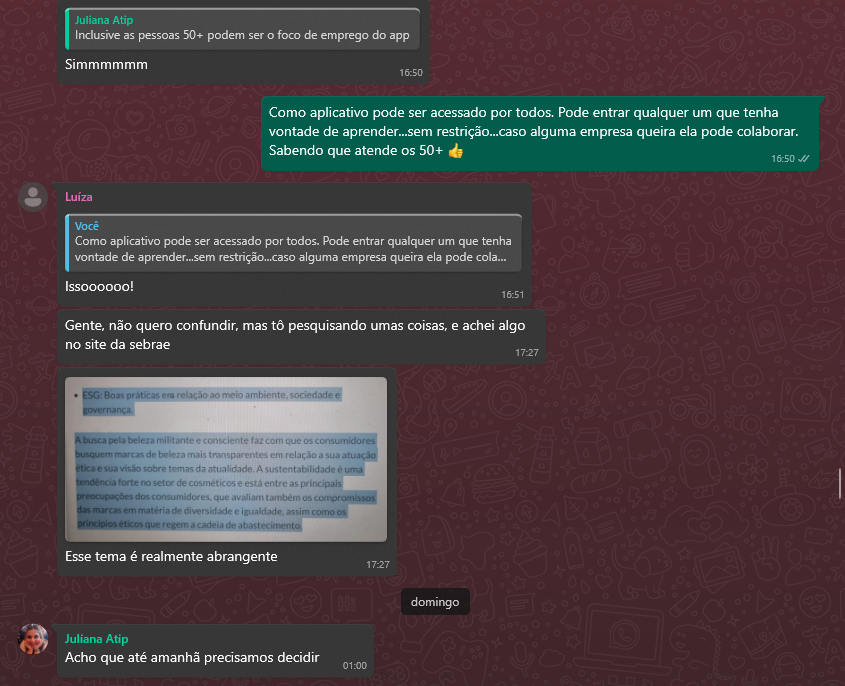 Juliana Atip
Inclusive as pessoas 50+ podem ser o foco de emprego do app
Simmmmmm
16:50
Como aplicativo pode ser acessado por todos. Pode entrar qualquer um que tenha
vontade de aprender...sem restrição...caso alguma empresa queira ela pode colaborar.
Sabendo que atende os 50+ 👍
16:50
Luíza
Você
Como aplicativo pode ser acessado por todos. Pode entrar qualquer um que tenha
vontade de aprender...sem restrição...caso alguma empresa queira ela pode cola...
Issoooooo!
16:51
Gente, não quero confundir, mas tô pesquisando umas coisas, e achei algo
no site da sebrae
17:27
• ESG: Boas práticas em relação ao meio ambiente, sociedade e
governança.
A busca pela beleza militante e consciente faz com que os consumidores
busquem marcas de beleza mais transparentes em relação a sua atuação
ética e sua visão sobre temas da atualidade. A sustentabilidade é uma
tendência forte no setor de cosméticos e está entre as principais
preocupações dos consumidores, que avaliam também os compromissos
das marcas em matéria de diversidade e igualdade, assim como os
princípios éticos que regem a cadeia de abastecimento.
Esse tema é realmente abrangente
17:27
domingo
Juliana Atip
Acho que até amanhã precisamos decidir
01:00